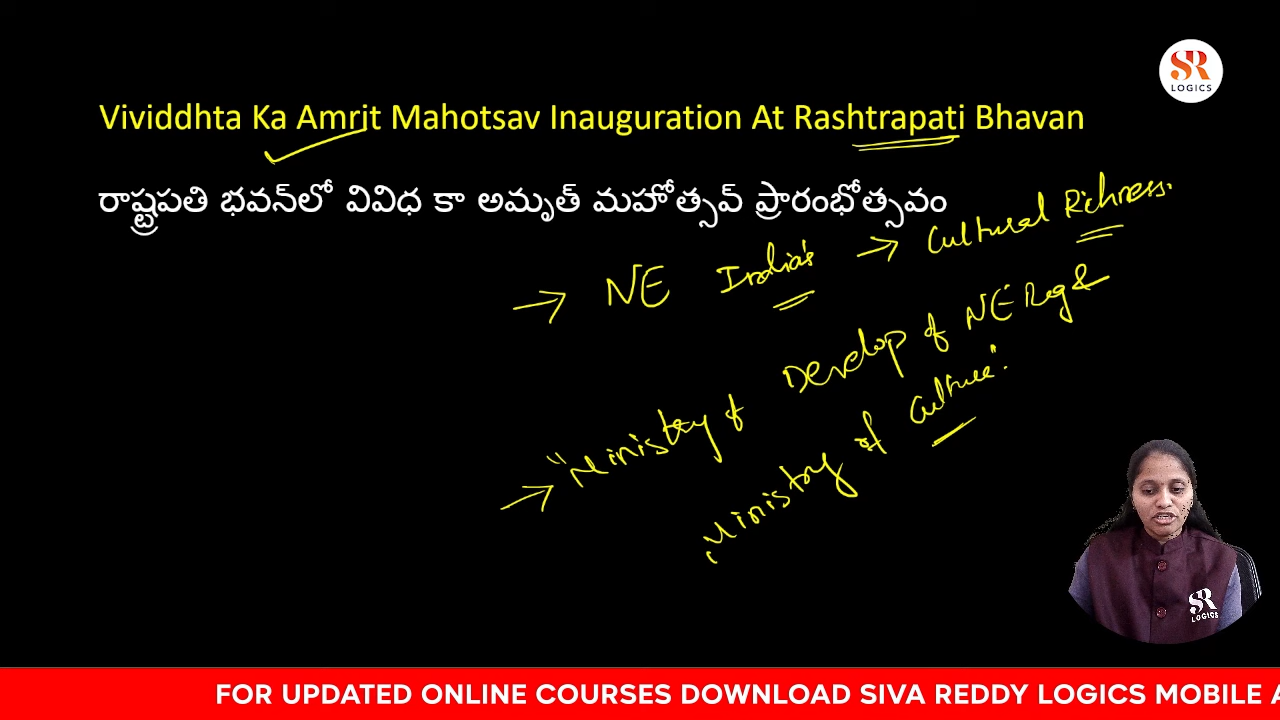 SR
LOGICS
Vividdhta Ka Amrit Mahotsav Inauguration At Rashtrapati Bhavan
రాష్ట్రపతి భవన్‌లో వివిధ కా అమృత్ మహోత్సవ్ ప్రారంభోత్సవం
→ NE India's → Cultural Richness.
→ "Ministry of Develop of NE Reg &
Ministry of Culture".
SR
LOGICS
FOR UPDATED ONLINE COURSES DOWNLOAD SIVA REDDY LOGICS MOBILE A